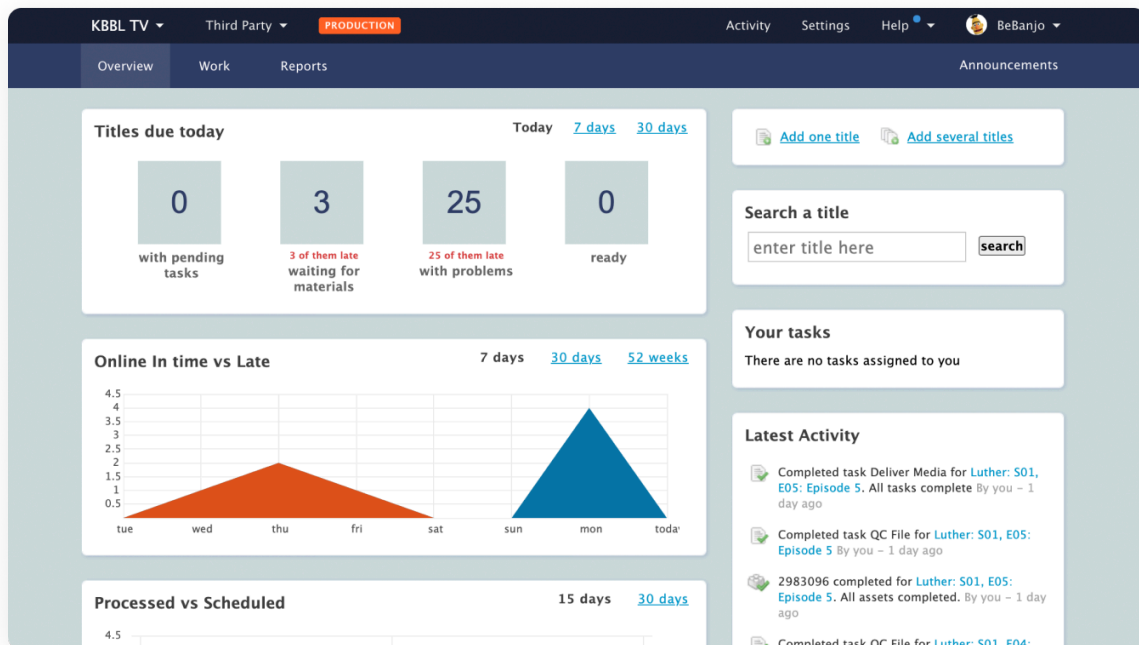 KBBL TV Third Party PRODUCTION Activity Settings Help BeBanjo
Overview Work Reports Announcements
Titles due today
Today 7 days 30 days
0
with pending
tasks
3
3 of them late
waiting for
materials
25
25 of them late
with problems
0
ready
Online In time vs Late
7 days 30 days 52 weeks
4.5
4
3.5
3
2.5
2
1.5
1
0.5
tue wed thu fri sat sun mon today
Processed vs Scheduled
15 days 30 days
4.5
Add one title Add several titles
Search a title
enter title here search
Your tasks
There are no tasks assigned to you
Latest Activity
Completed task Deliver Media for Luther: S01,
E05: Episode 5. All tasks complete By you – 1
day ago
Completed task QC File for Luther: S01, E05:
Episode 5 By you – 1 day ago
2983096 completed for Luther: S01, E05:
Episode 5. All assets completed. By you – 1 day
ago
Completed task QC File for Luther: S01, E04: